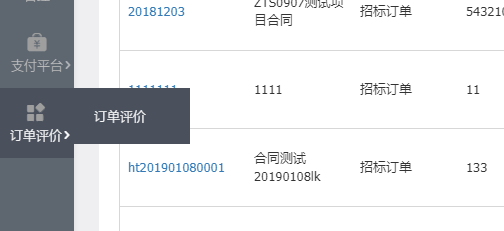 20181203
ZTS0907测试项
目合同
招标订单
54321
支付平台
1111111
1111
招标订单
11
订单评价
订单评价
ht201901080001
合同测试
20190108lk
招标订单
133